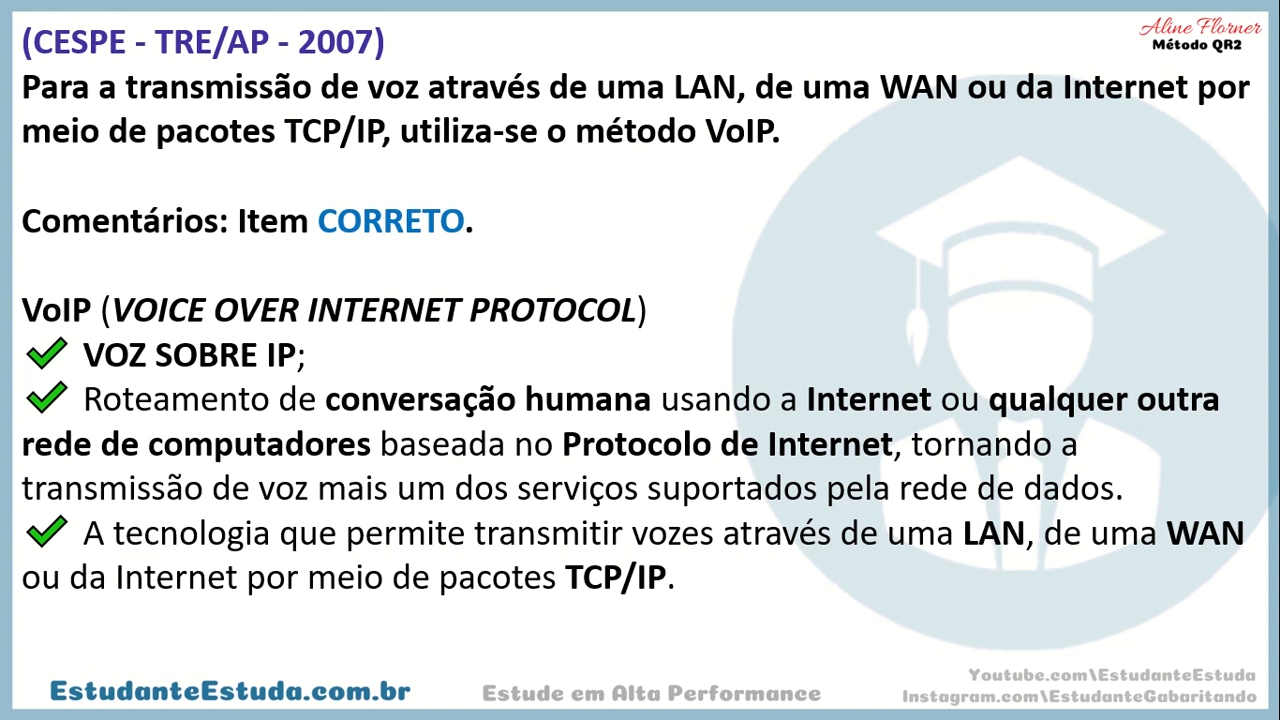 (CESPE - TRE/AP - 2007)
Aline Florner
Método QR2
Para a transmissão de voz através de uma LAN, de uma WAN ou da Internet por
meio de pacotes TCP/IP, utiliza-se o método VoIP.
Comentários: Item CORRETO.
VoIP (VOICE OVER INTERNET PROTOCOL)
VOZ SOBRE IP;
Roteamento de conversação humana usando a Internet ou qualquer outra
rede de computadores baseada no Protocolo de Internet, tornando a
transmissão de voz mais um dos serviços suportados pela rede de dados.
A tecnologia que permite transmitir vozes através de uma LAN, de uma WAN
ou da Internet por meio de pacotes TCP/IP.
EstudanteEstuda.com.br
Estude em Alta Performance
Youtube.com\EstudanteEstuda
Instagram.com\EstudanteGabaritando